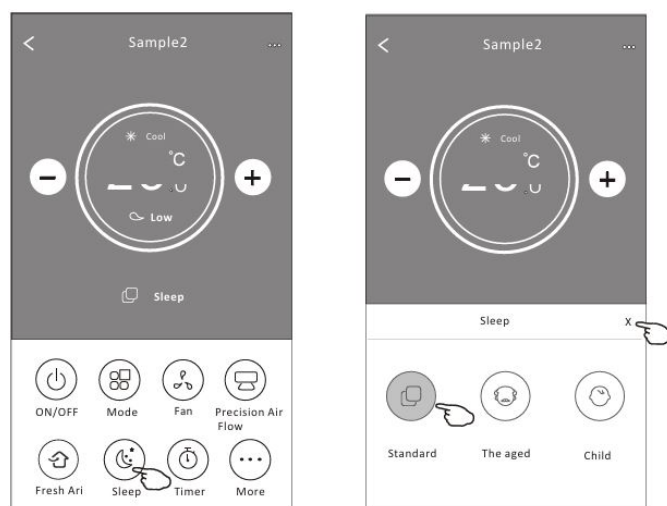 Sample2
Cool
°C
Low
Sleep
ON/OFF
Mode
Fan
Precision Air
Flow
Fresh Ari
Sleep
Timer
More
Sample2
Cool
°C
Sleep
X
Standard
The aged
Child